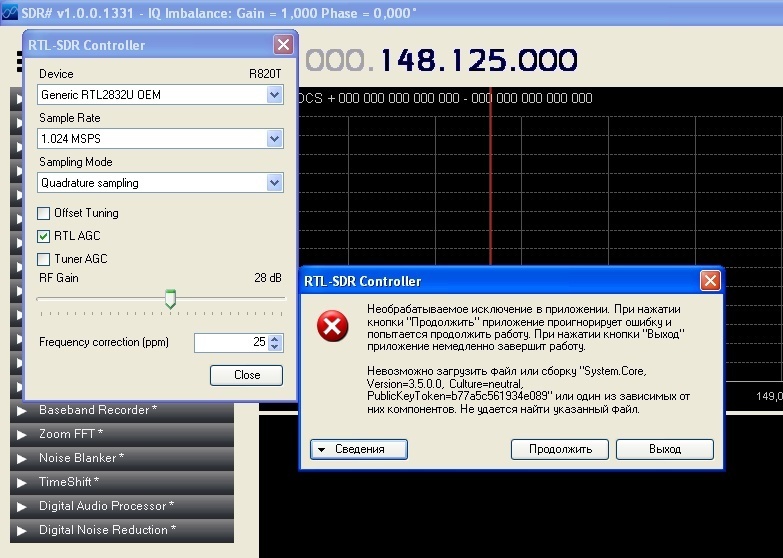 SDR# v1.0.0.1331 - IQ Imbalance: Gain = 1,000 Phase = 0,000°
RTL-SDR Controller
000.148.125.000
Device R820T
Generic RTL2832U OEM
DCS + 000 000 000 000 000 - 000 000 000 000 000
Sample Rate
1.024 MSPS
Sampling Mode
Quadrature sampling
Offset Tuning
RTL AGC
Tuner AGC
RF Gain 28 dB
Frequency correction (ppm) 25
Close
RTL-SDR Controller
Необрабатываемое исключение в приложении. При нажатии
кнопки "Продолжить" приложение проигнорирует ошибку и
попытается продолжить работу. При нажатии кнопки "Выход"
приложение немедленно завершит работу.
Невозможно загрузить файл или сборку "System.Core,
Version=3.5.0.0, Culture=neutral,
PublicKeyToken=b77a5c561934e089" или один из зависимых от
них компонентов. Не удается найти указанный файл.
Сведения Продолжить Выход
149,0
Baseband Recorder *
Zoom FFT *
Noise Blanker *
TimeShift *
Digital Audio Processor *
Digital Noise Reduction *